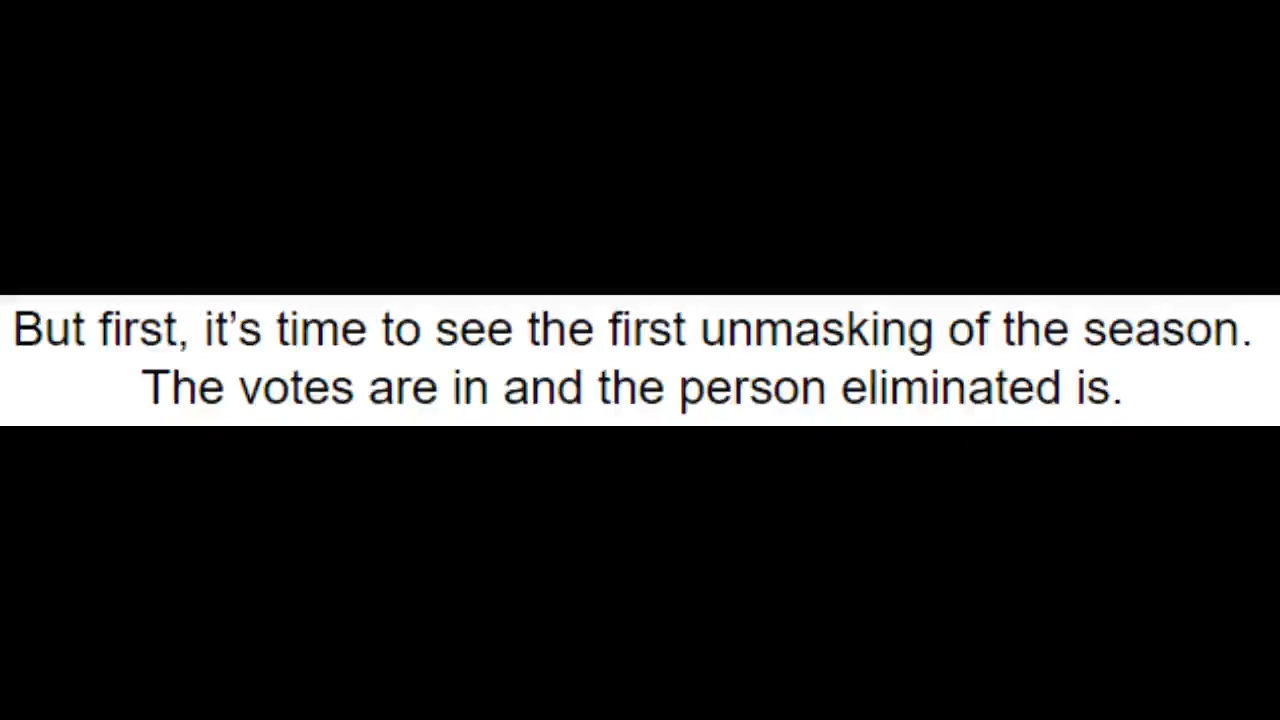 But first, it’s time to see the first unmasking of the season.
The votes are in and the person eliminated is.